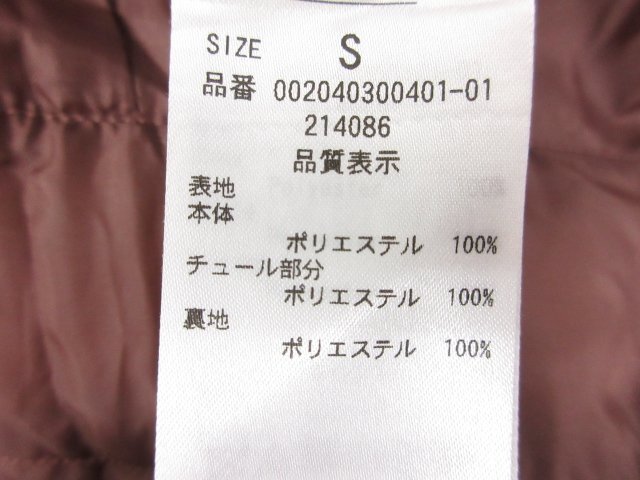 SIZE S
品番 002040300401-01
214086
品質表示
表地
本体
ポリエステル 100%
チュール部分
ポリエステル 100%
裏地
ポリエステル 100%